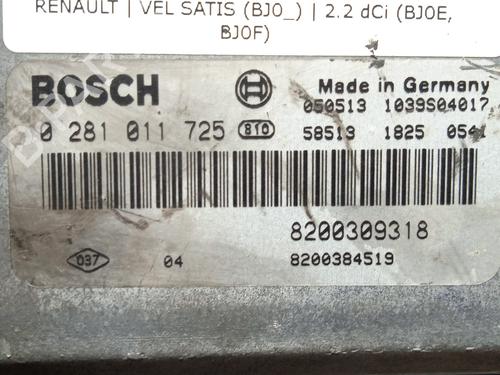 RENAULT | VEL SATIS (BJ0_) | 2.2 dCi (BJ0E,
BJ0F)
BOSCH
Made in Germany
050513 1039S04017
0 281 011 725 810
58513 1825 0541
8200309318
037 04
8200384519